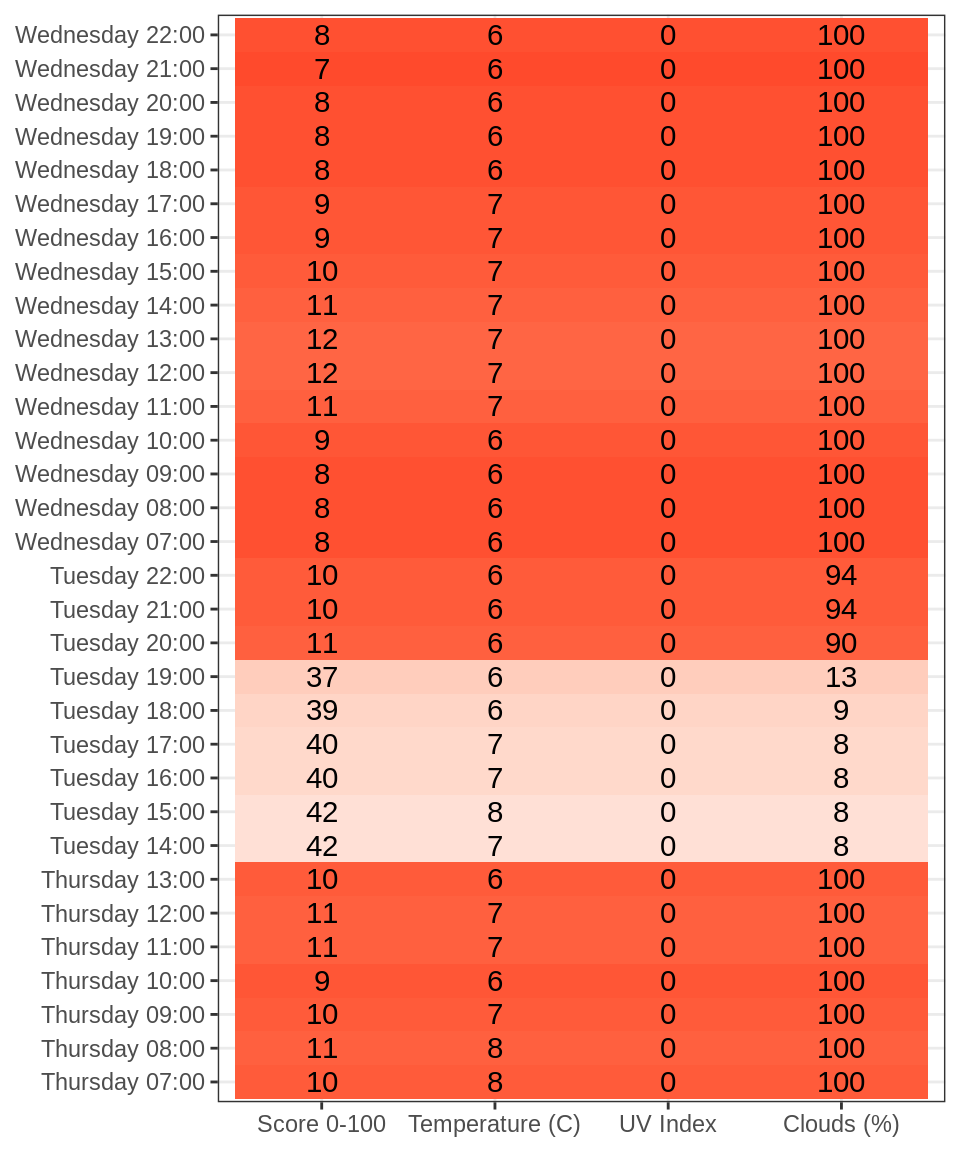 Wednesday 22:00 8 6 0 100
Wednesday 21:00 7 6 0 100
Wednesday 20:00 8 6 0 100
Wednesday 19:00 8 6 0 100
Wednesday 18:00 8 6 0 100
Wednesday 17:00 9 7 0 100
Wednesday 16:00 9 7 0 100
Wednesday 15:00 10 7 0 100
Wednesday 14:00 11 7 0 100
Wednesday 13:00 12 7 0 100
Wednesday 12:00 12 7 0 100
Wednesday 11:00 11 7 0 100
Wednesday 10:00 9 6 0 100
Wednesday 09:00 8 6 0 100
Wednesday 08:00 8 6 0 100
Wednesday 07:00 8 6 0 100
Tuesday 22:00 10 6 0 94
Tuesday 21:00 10 6 0 94
Tuesday 20:00 11 6 0 90
Tuesday 19:00 37 6 0 13
Tuesday 18:00 39 6 0 9
Tuesday 17:00 40 7 0 8
Tuesday 16:00 40 7 0 8
Tuesday 15:00 42 8 0 8
Tuesday 14:00 42 7 0 8
Thursday 13:00 10 6 0 100
Thursday 12:00 11 7 0 100
Thursday 11:00 11 7 0 100
Thursday 10:00 9 6 0 100
Thursday 09:00 10 7 0 100
Thursday 08:00 11 8 0 100
Thursday 07:00 10 8 0 100
Score 0-100 Temperature (C) UV Index Clouds (%)